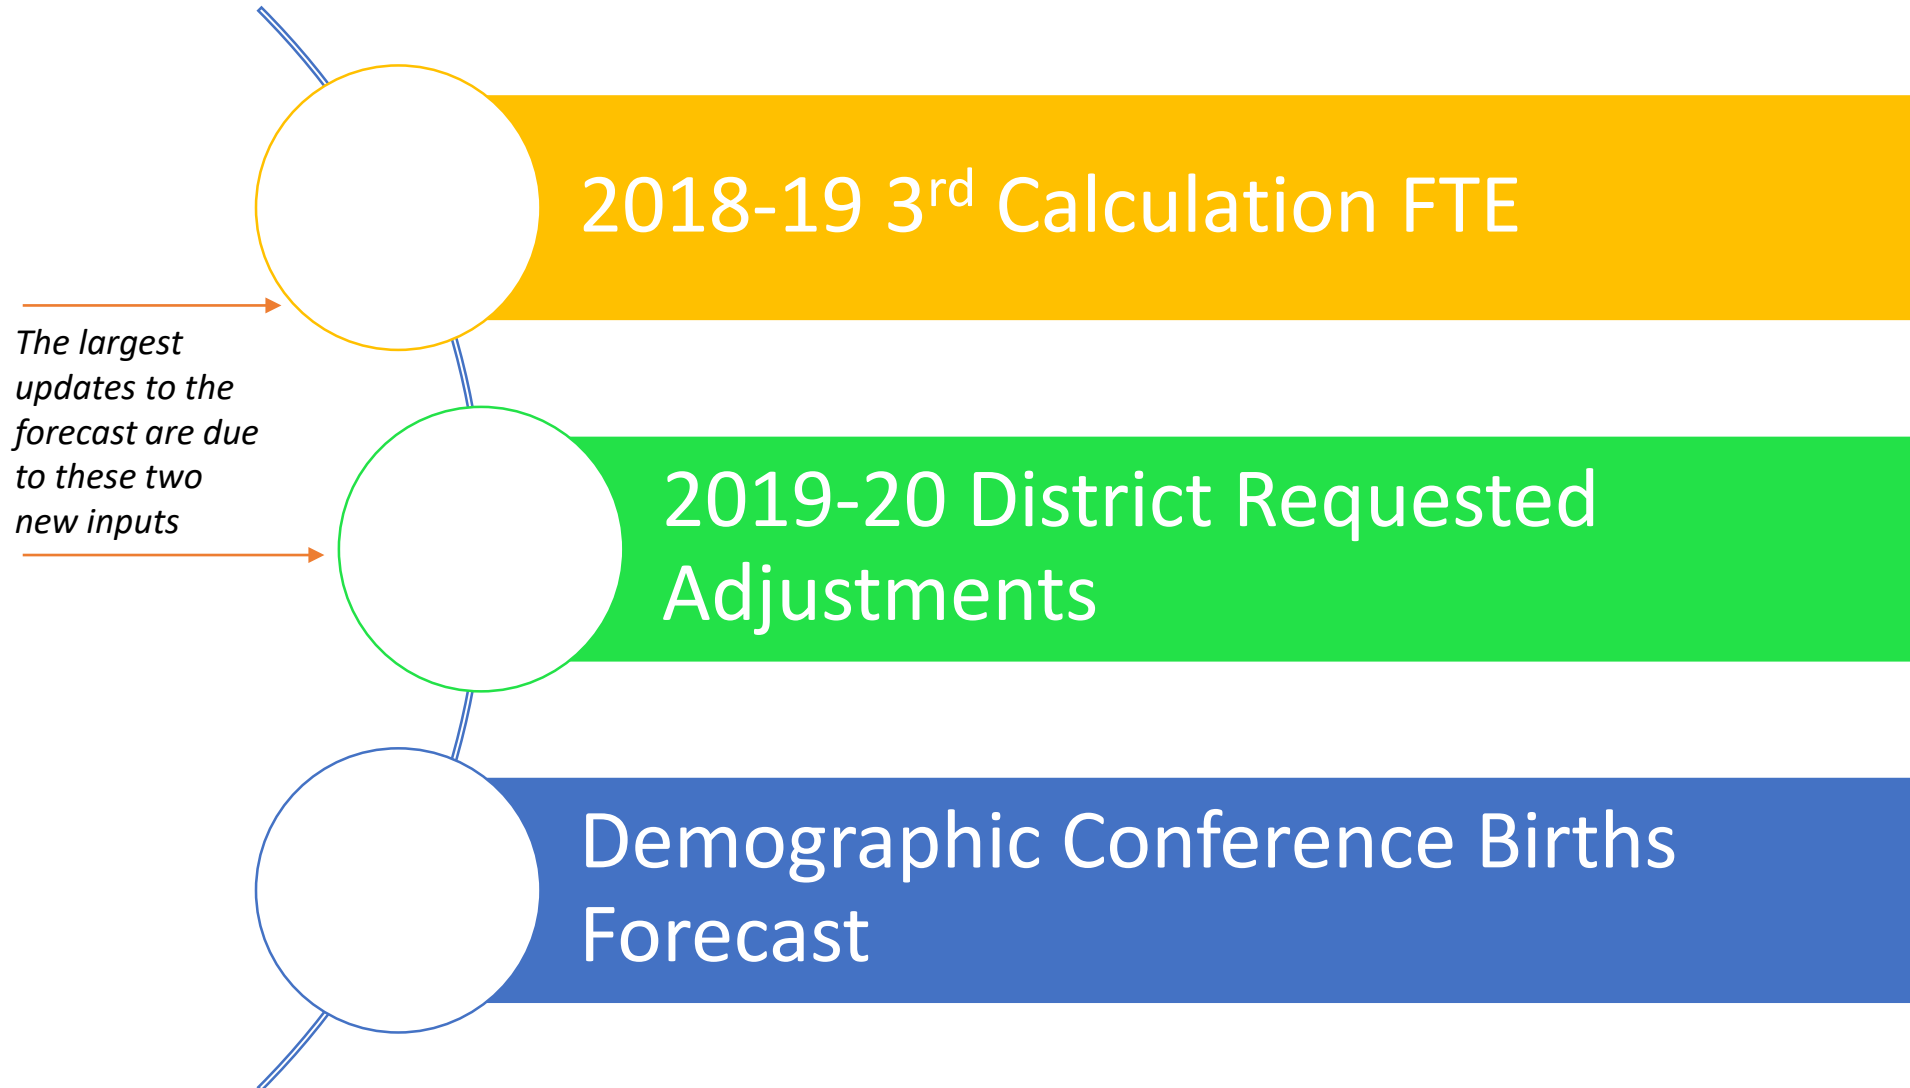 2018-19 3rd Calculation FTE
The largest
updates to the
forecast are due
to these two
new inputs
2019-20 District Requested
Adjustments
Demographic Conference Births
Forecast